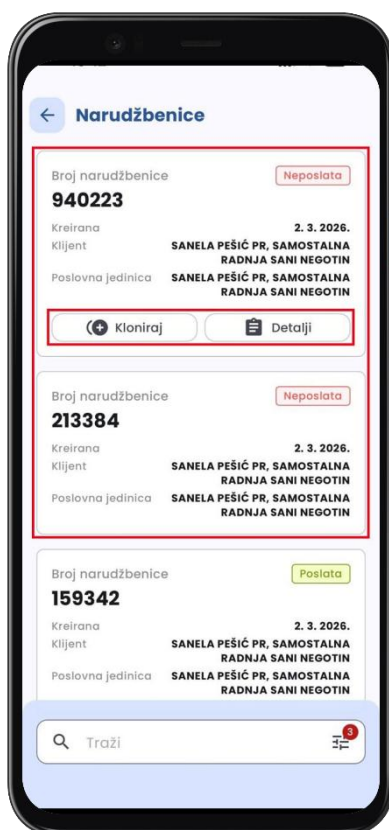 Narudžbenice
Broj narudžbenice
Neposlata
940223
Kreirana
2. 3. 2026.
Klijent
SANELA PEŠIĆ PR, SAMOSTALNA
RADNJA SANI NEGOTIN
Poslovna jedinica
SANELA PEŠIĆ PR, SAMOSTALNA
RADNJA SANI NEGOTIN
Kloniraj
Detalji
Broj narudžbenice
Neposlata
213384
Kreirana
2. 3. 2026.
Klijent
SANELA PEŠIĆ PR, SAMOSTALNA
RADNJA SANI NEGOTIN
Poslovna jedinica
SANELA PEŠIĆ PR, SAMOSTALNA
RADNJA SANI NEGOTIN
Broj narudžbenice
Poslata
159342
Kreirana
2. 3. 2026.
Klijent
SANELA PEŠIĆ PR, SAMOSTALNA
RADNJA SANI NEGOTIN
Poslovna jedinica
SANELA PEŠIĆ PR, SAMOSTALNA
RADNJA SANI NEGOTIN
Traži
3